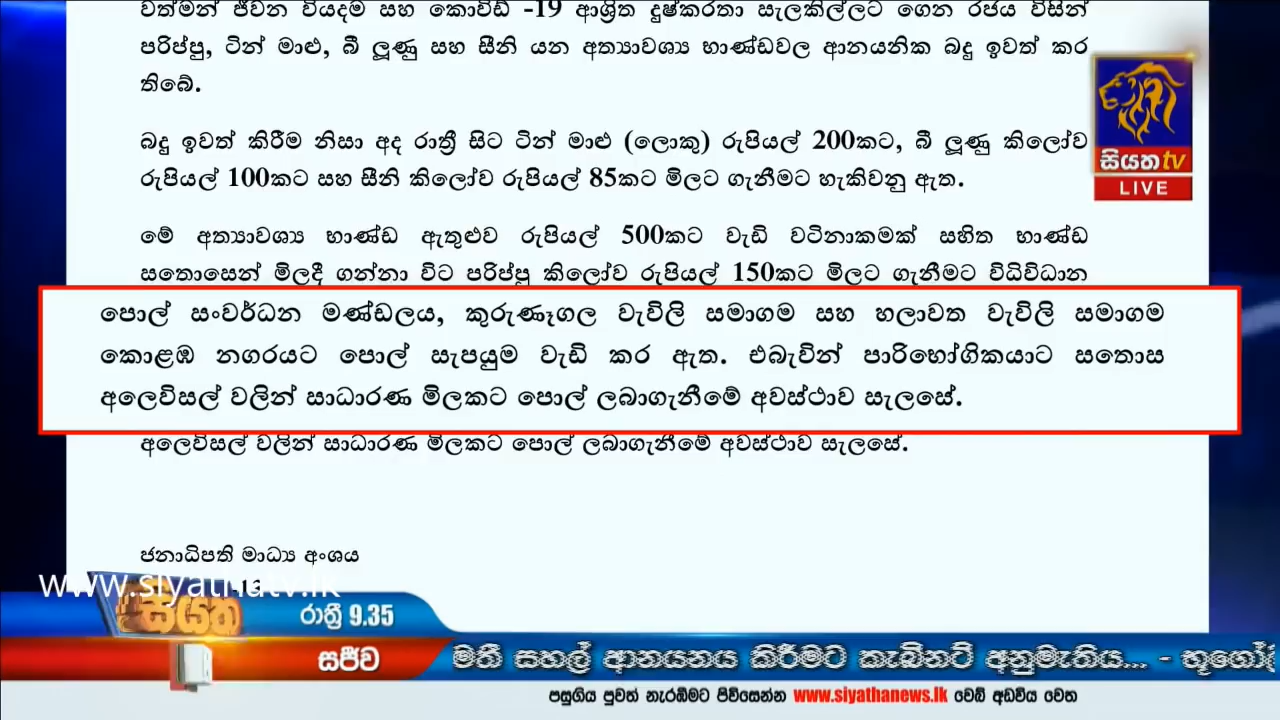 වත්මන් ජීවන වියදම සහ කොවිඩ් -19 ආශ්‍රිත දුෂ්කරතා සැලකිල්ලට ගෙන රජය විසින්
පරිප්පු, ටින් මාළු, බී ලූණු සහ සීනි යන අත්‍යාවශ්‍ය භාණ්ඩවල ආනයනික බදු ඉවත් කර
තිබේ.
බදු ඉවත් කිරීම නිසා අද රාත්‍රී සිට ටින් මාළු (ලොකු) රුපියල් 200කට, බී ලූණු කිලෝව
රුපියල් 100කට සහ සීනි කිලෝව රුපියල් 85කට මිලට ගැනීමට හැකිවනු ඇත.
සියත tv
LIVE
මේ අත්‍යාවශ්‍ය භාණ්ඩ ඇතුළුව රුපියල් 500කට වැඩි වටිනාකමක් සහිත භාණ්ඩ
සතොසෙන් මිලදී ගන්නා විට පරිප්පු කිලෝව රුපියල් 150කට මිලට ගැනීමට විධිවිධාන
පොල් සංවර්ධන මණ්ඩලය, කුරුණෑගල වැවිලි සමාගම සහ හලාවත වැවිලි සමාගම
කොළඹ නගරයට පොල් සැපයුම වැඩි කර ඇත. එබැවින් පාරිභෝගිකයාට සතොස
අලෙවිසල් වලින් සාධාරණ මිලකට පොල් ලබාගැනීමේ අවස්ථාව සැලසේ.
අලෙවිසල් වලින් සාධාරණ මිලකට පොල් ලබාගැනීමේ අවස්ථාව සැලසේ.
ජනාධිපති මාධ්‍ය අංශය
www.siyathatv.lk
සියත
රාත්‍රී 9.35
සජීව
මතී සහල් ආනයනය කිරීමට කැබිනට් අනුමැතිය... - භූගෝ
පසුගිය පුවත් නැරඹීමට පිවිසෙන්න www.siyathanews.lk වෙබ් අඩවිය වෙත